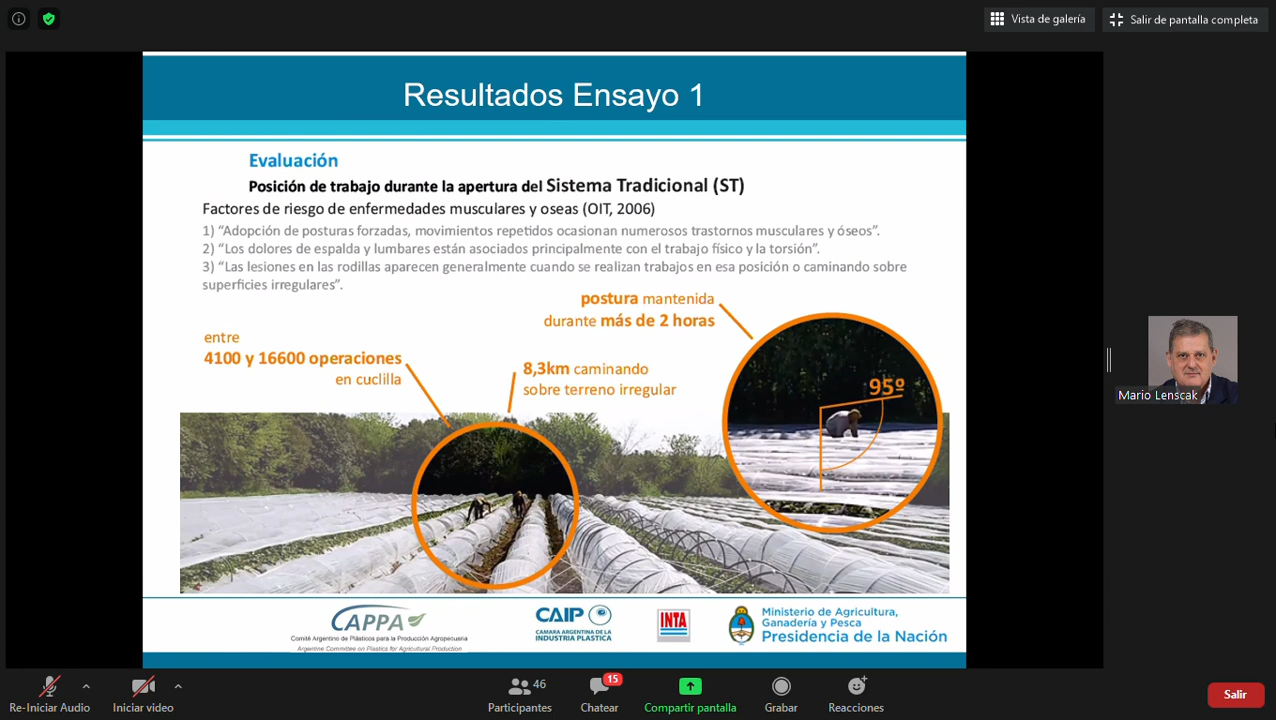 Vista de galería
Salir de pantalla completa
Resultados Ensayo 1
Evaluación
Posición de trabajo durante la apertura del Sistema Tradicional (ST)
Factores de riesgo de enfermedades musculares y oseas (OIT, 2006)
1) “Adopción de posturas forzadas, movimientos repetidos ocasionan numerosos trastornos musculares y óseos”.
2) “Los dolores de espalda y lumbares están asociados principalmente con el trabajo físico y la torsión”.
3) “Las lesiones en las rodillas aparecen generalmente cuando se realizan trabajos en esa posición o caminando sobre
superficies irregulares”.
postura mantenida
durante más de 2 horas
entre
4100 y 16600 operaciones
en cuclilla
8,3km caminando
sobre terreno irregular
95º
Mario Lenscak
CAPPA
Comité Argentino de Plásticos para la Producción Agropecuaria
Argentine Committee on Plastics for Agricultural Production
CAIP
CAMARA ARGENTINA DE LA
INDUSTRIA PLASTICA
INTA
Ministerio de Agricultura,
Ganadería y Pesca
Presidencia de la Nación
Re-Iniciar Audio
Iniciar video
46
Participantes
15
Chatear
Compartir pantalla
Grabar
Reacciones
Salir